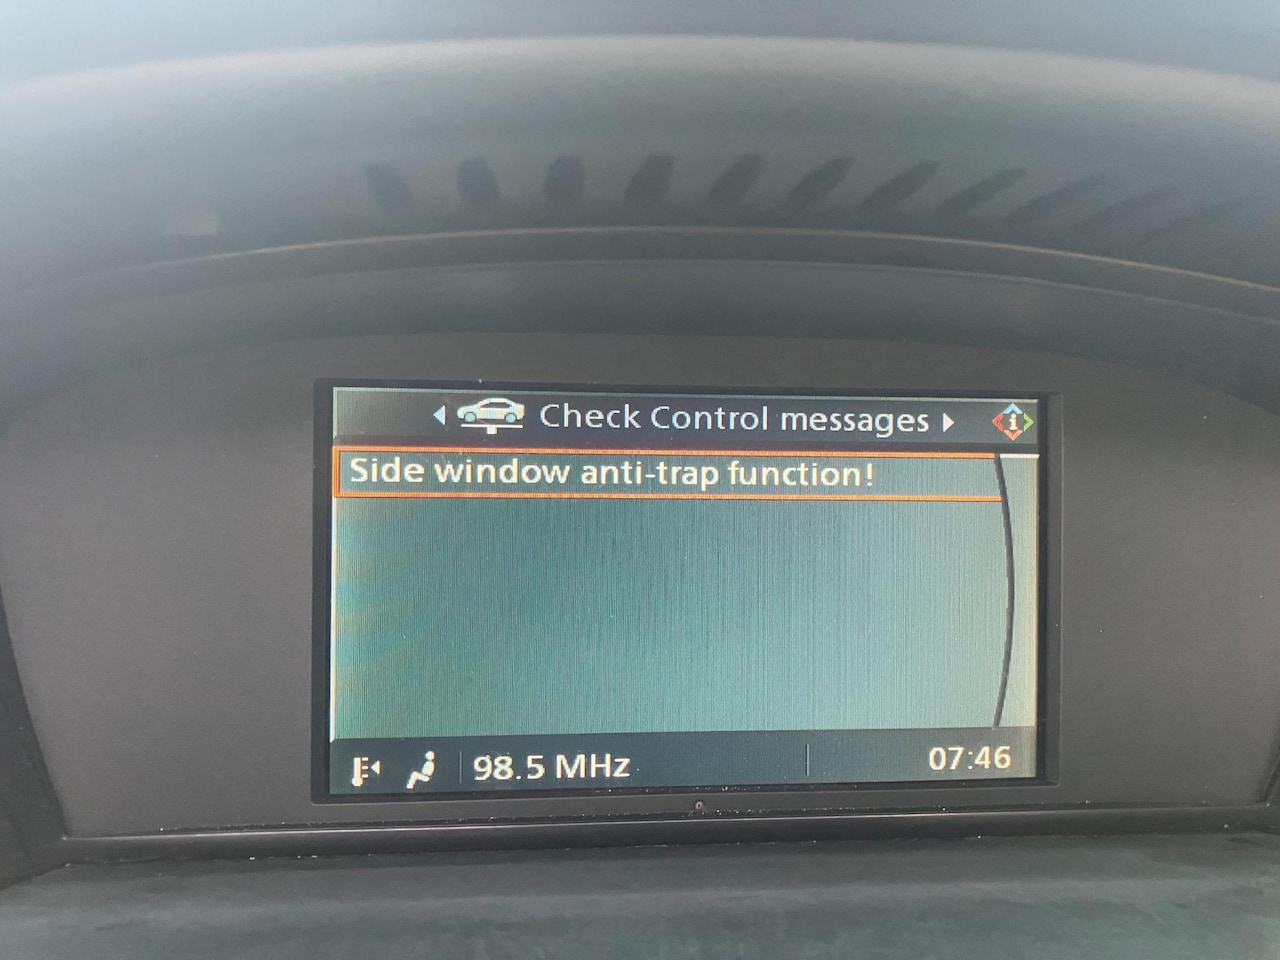 Check Control messages
Side window anti-trap function!
98.5 MHz
07:46